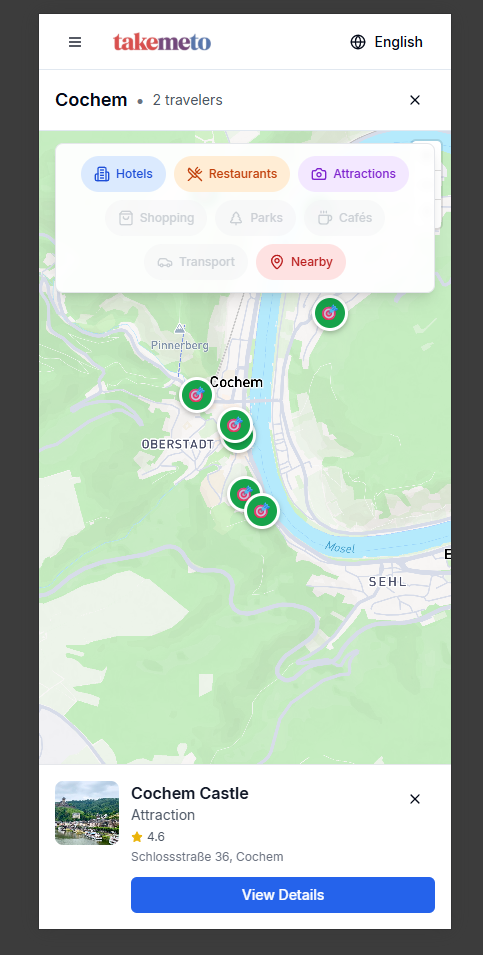 takemeto
English
Cochem • 2 travelers
Hotels
Restaurants
Attractions
Shopping
Parks
Cafés
Transport
Nearby
Pinnerberg
Cochem
OBERSTADT
Mosel
SEHL
Cochem Castle
Attraction
4.6
Schlossstraße 36, Cochem
View Details